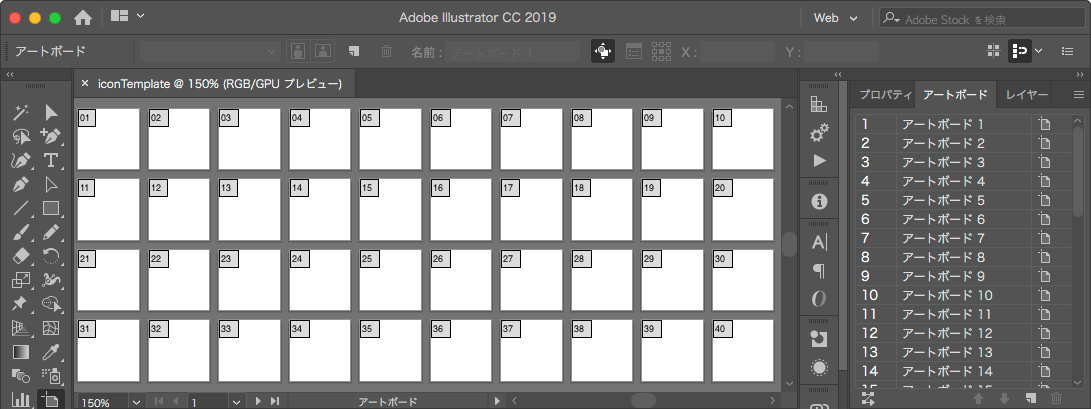 Adobe Illustrator CC 2019
Web
Adobe Stock を検索
アートボード
名前 :
アートボード 1
X :
Y :
iconTemplate @ 150% (RGB/GPU プレビュー)
01 02 03 04 05 06 07 08 09 10
11 12 13 14 15 16 17 18 19 20
21 22 23 24 25 26 27 28 29 30
31 32 33 34 35 36 37 38 39 40
150%
1
アートボード
プロパティ アートボード レイヤー
1 アートボード 1
2 アートボード 2
3 アートボード 3
4 アートボード 4
5 アートボード 5
6 アートボード 6
7 アートボード 7
8 アートボード 8
9 アートボード 9
10 アートボード 10
11 アートボード 11
12 アートボード 12
13 アートボード 13
14 アートボード 14